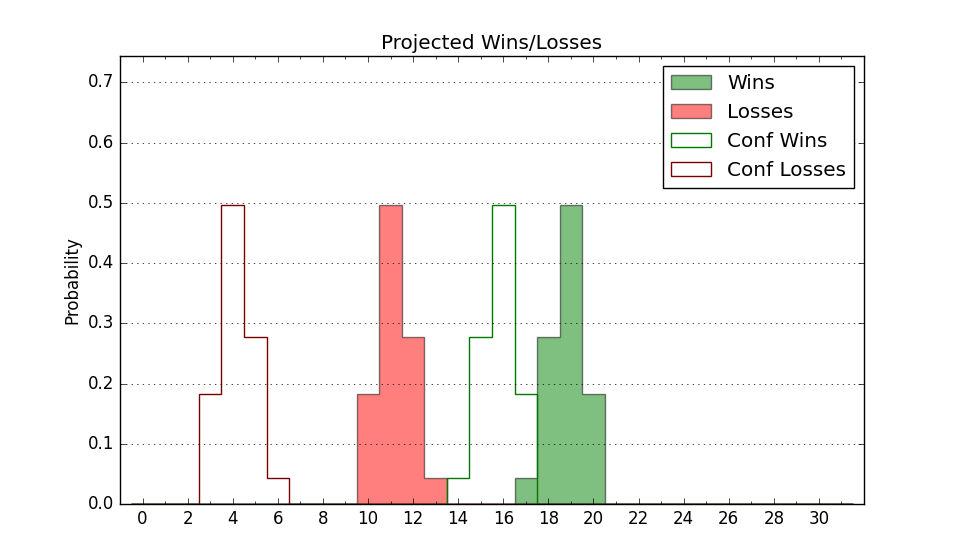 Projected Wins/Losses
0.7
0.6
0.5
0.4
0.3
0.2
0.1
0.0
Probability
Wins
Losses
Conf Wins
Conf Losses
0 2 4 6 8 10 12 14 16 18 20 22 24 26 28 30